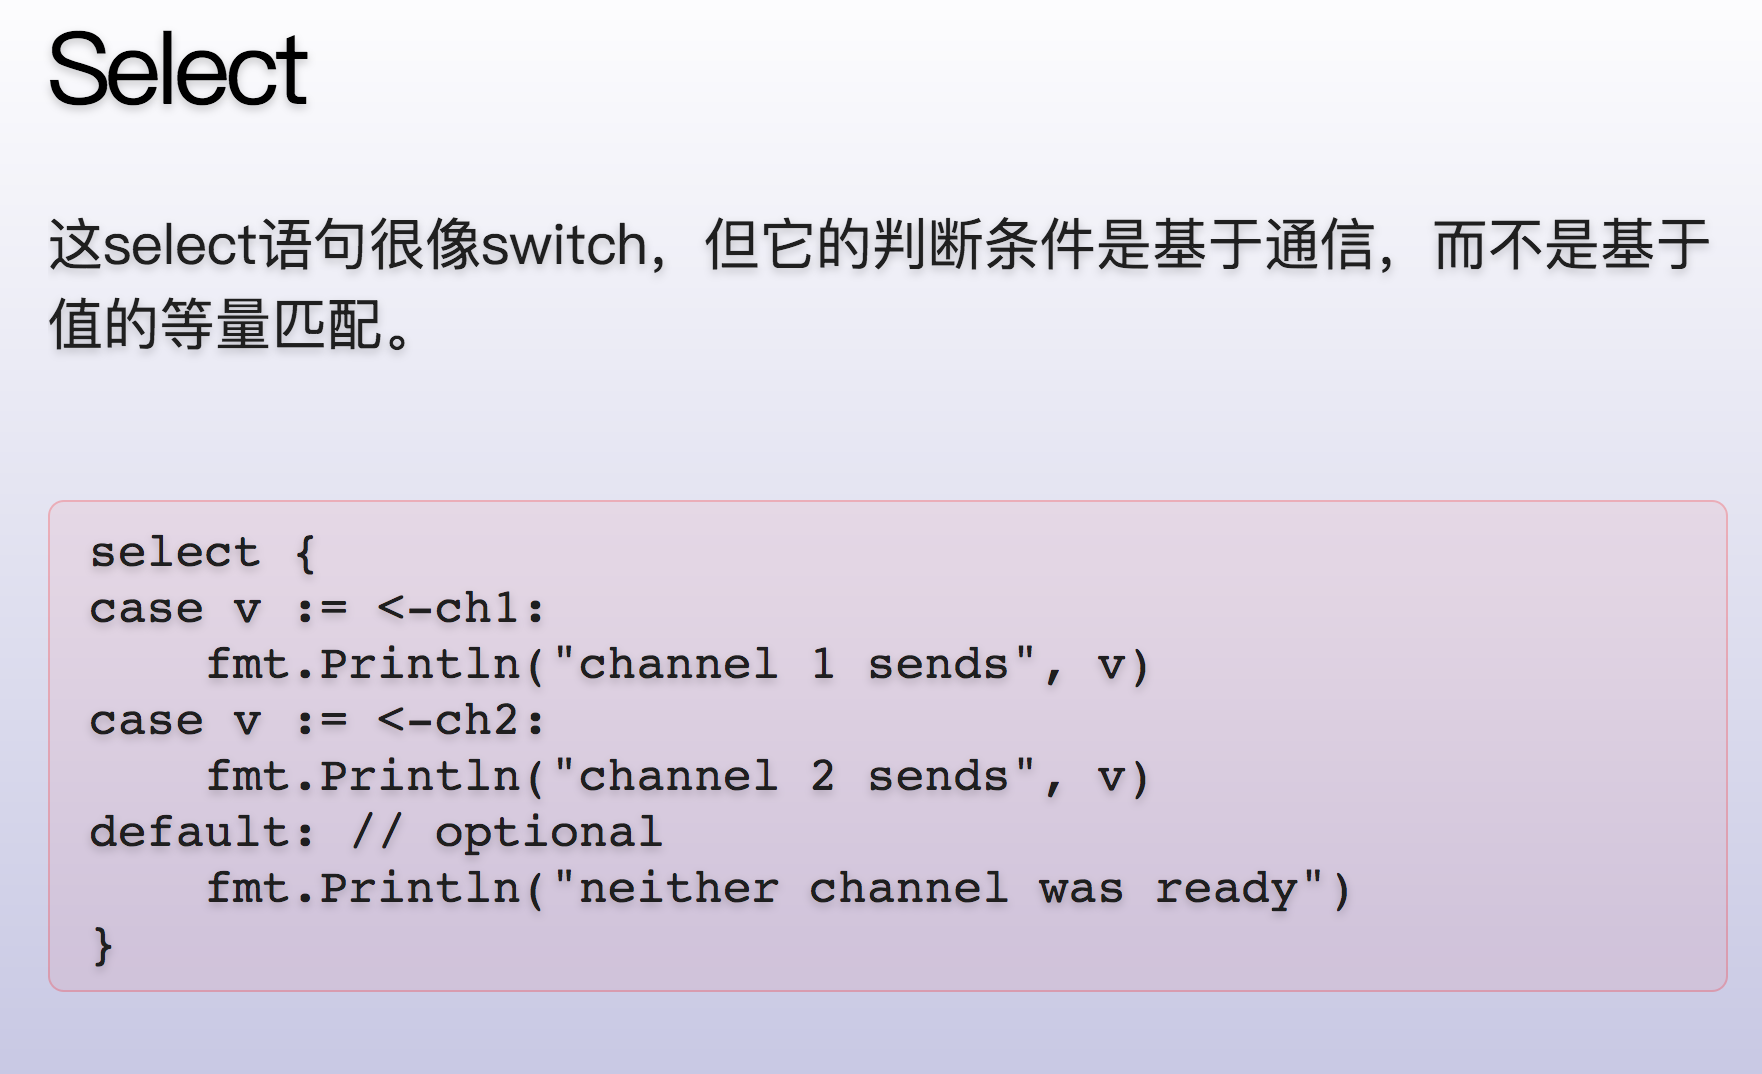 Select
这select语句很像switch，但它的判断条件是基于通信，而不是基于
值的等量匹配。
select {
case v := <-ch1:
    fmt.Println("channel 1 sends", v)
case v := <-ch2:
    fmt.Println("channel 2 sends", v)
default: // optional
    fmt.Println("neither channel was ready")
}